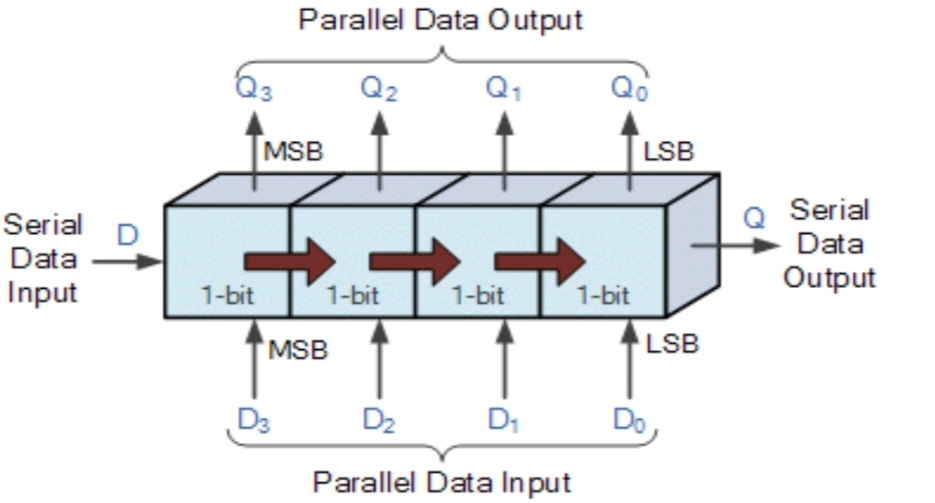 Parallel Data Output
Q3 Q2 Q1 Q0
MSB LSB
Serial
Data
Input
D
Q
Serial
Data
Output
1-bit 1-bit 1-bit 1-bit
MSB LSB
D3 D2 D1 D0
Parallel Data Input